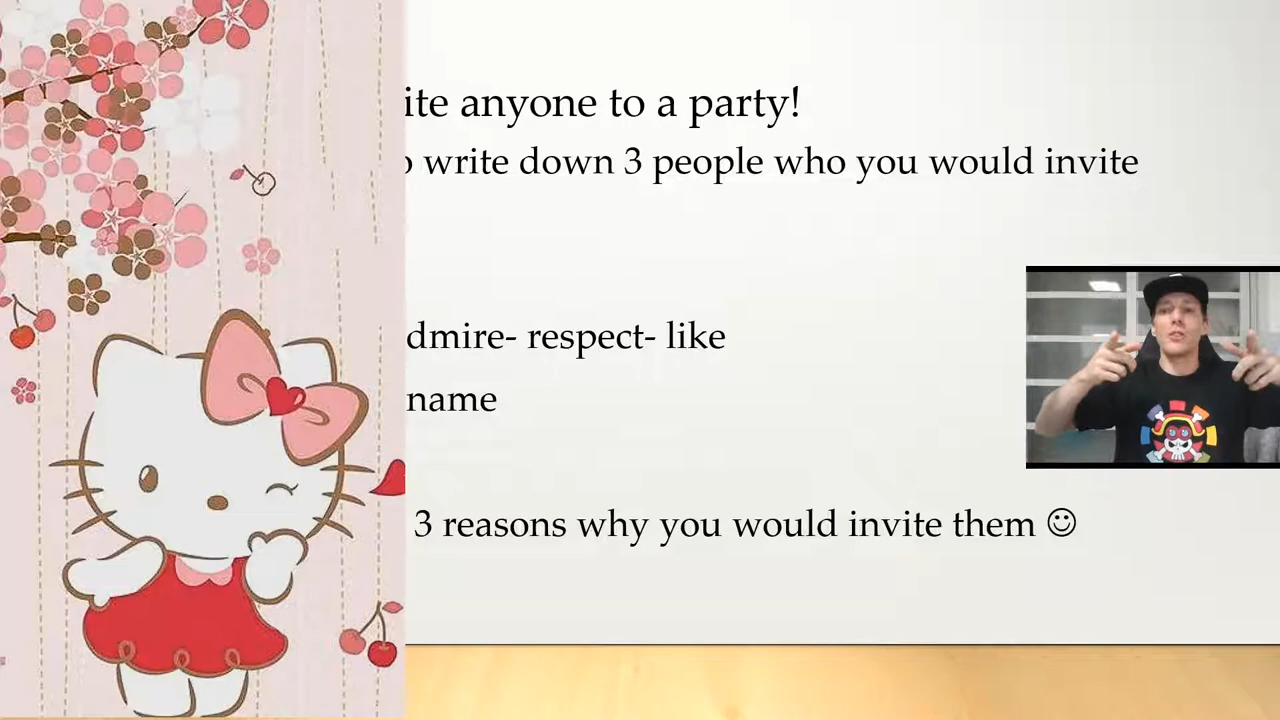 ite anyone to a party!
o write down 3 people who you would invite
dmire- respect- like
name
3 reasons why you would invite them ☺